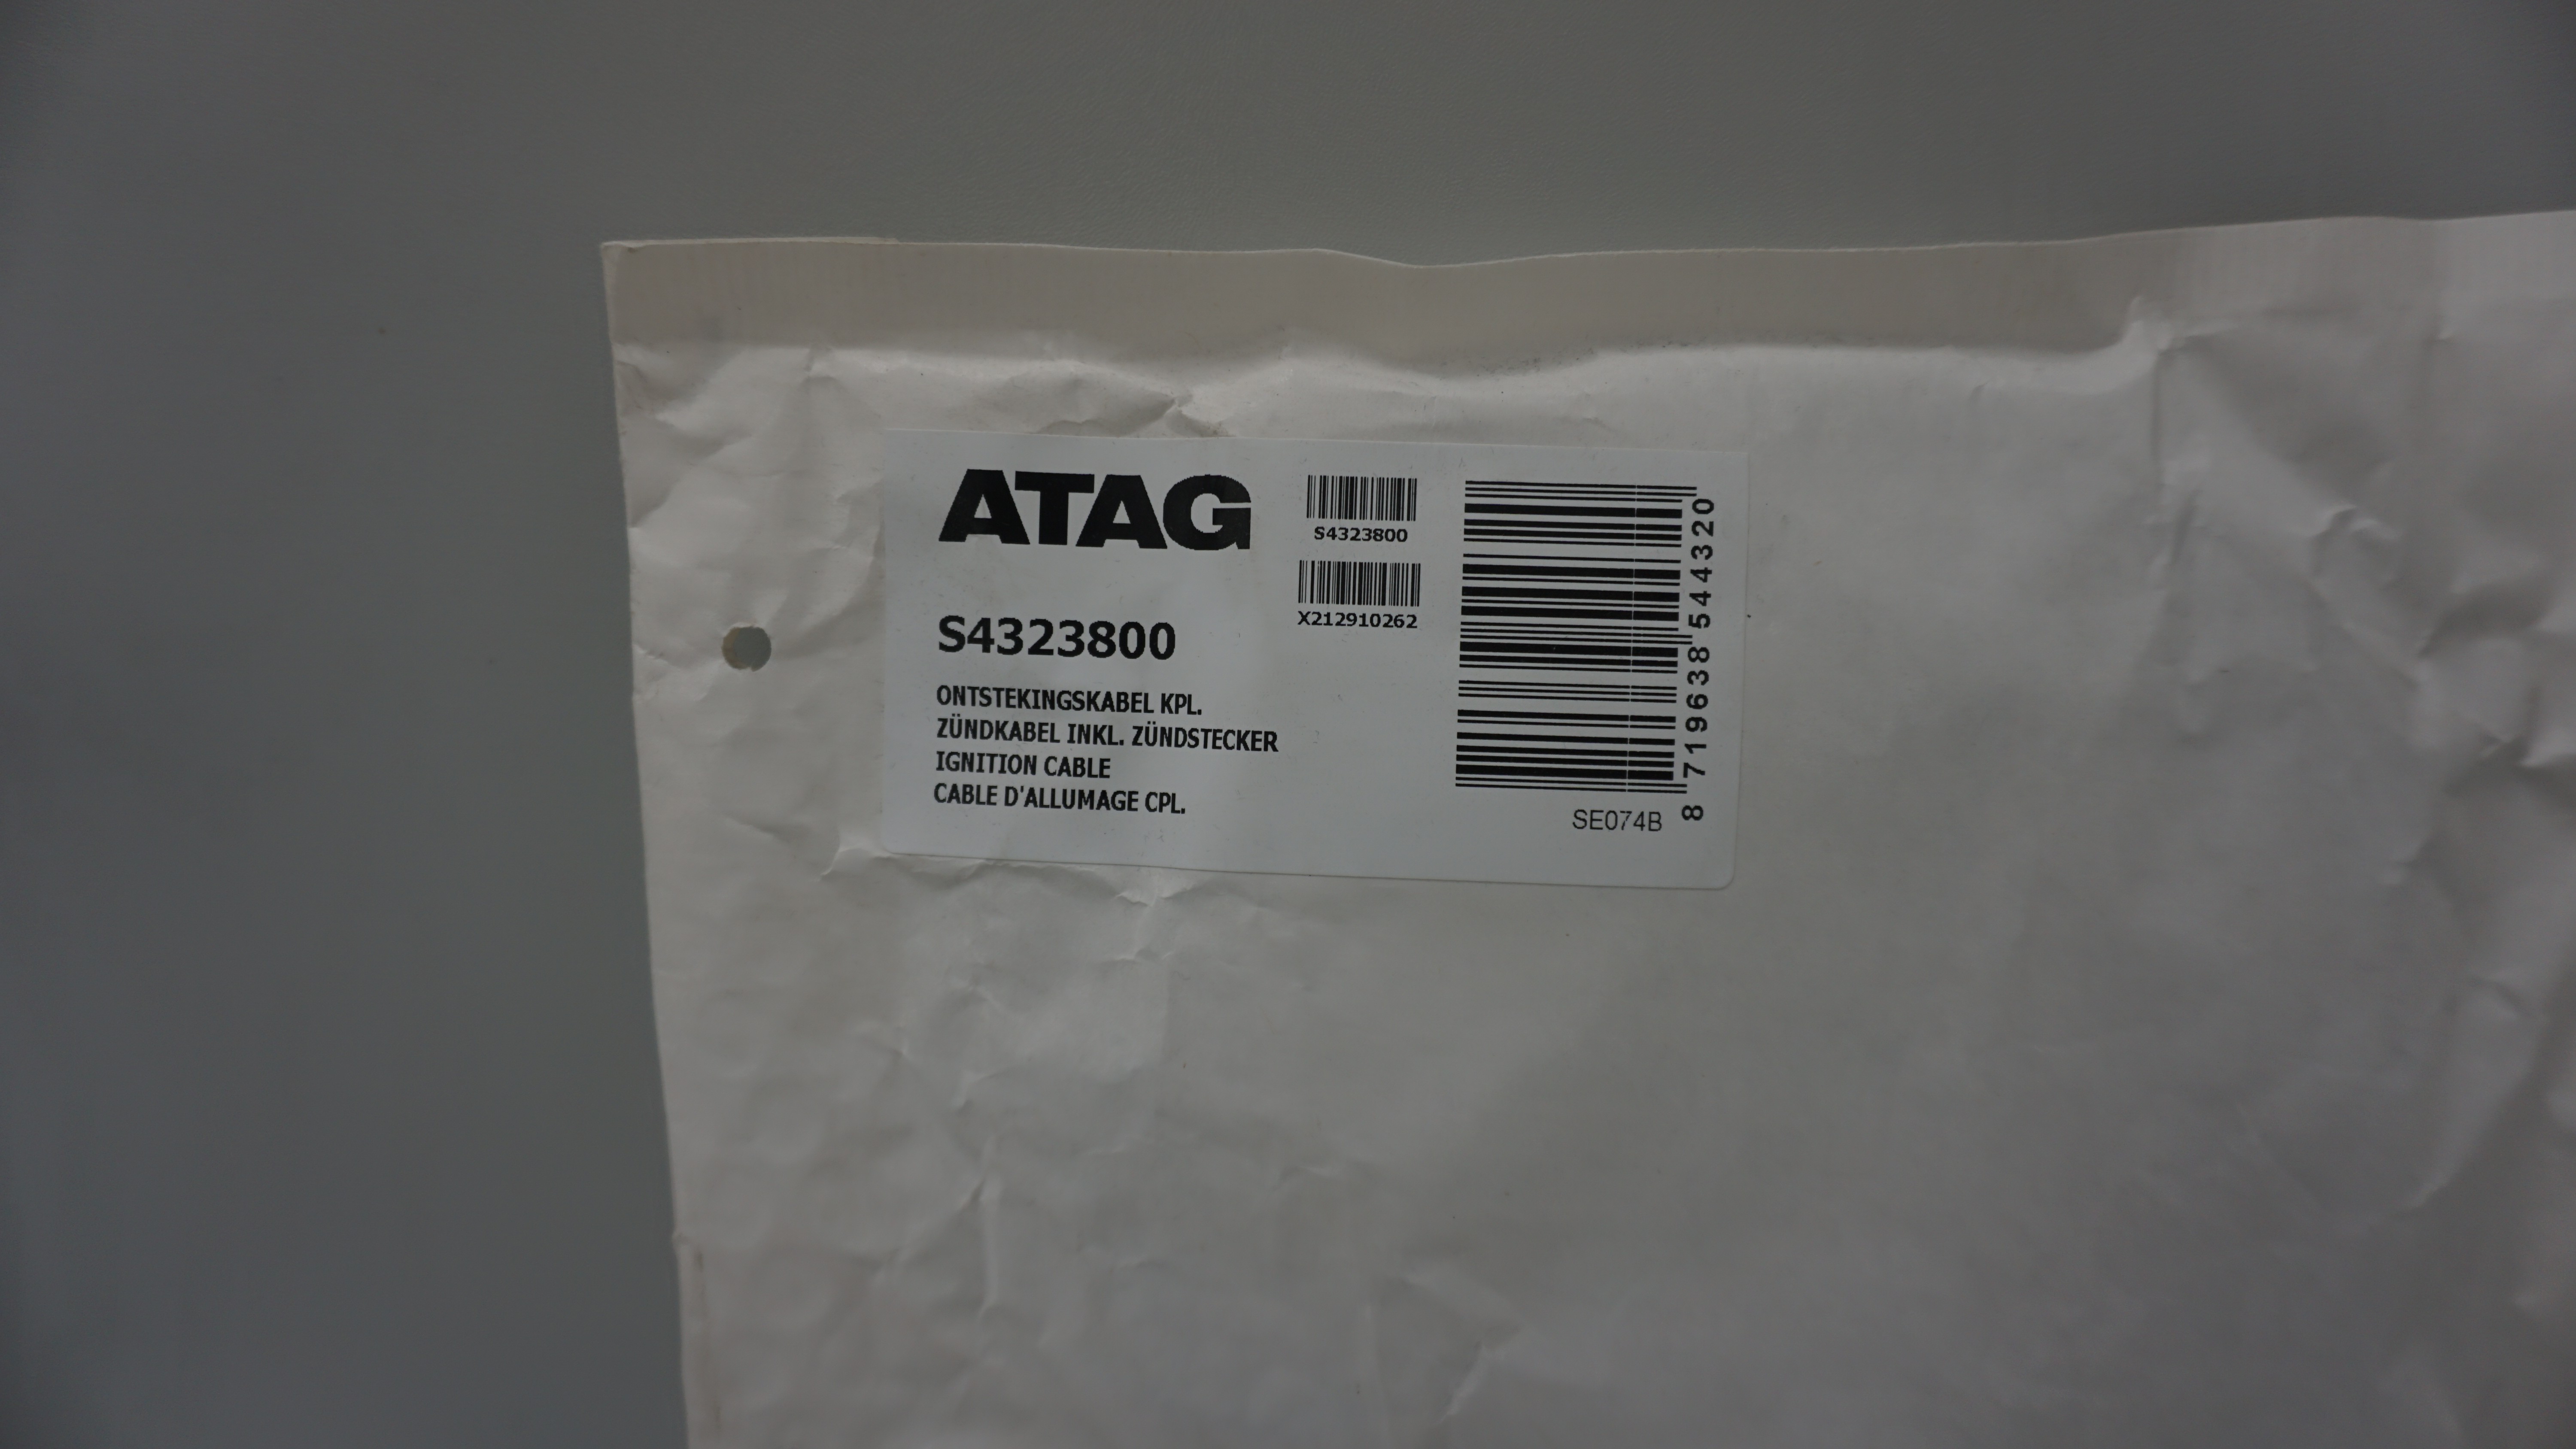 ATAG
S4323800
X212910262
S4323800
ONTSTEKINGSKABEL KPL.
ZÜNDKABEL INKL. ZÜNDSTECKER
IGNITION CABLE
CABLE D'ALLUMAGE CPL.
8 719638 544320
SE074B